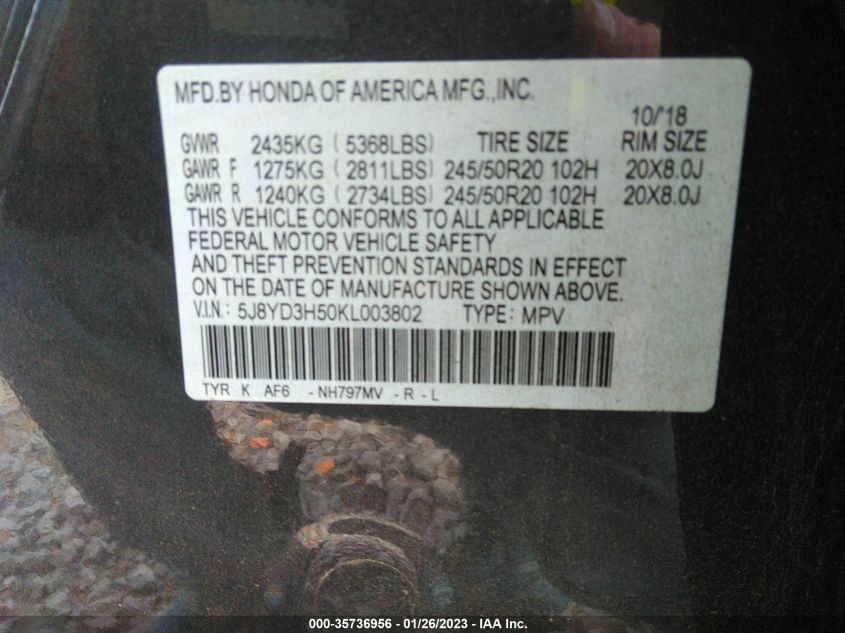 MFD.BY HONDA OF AMERICA MFG.,INC.
10/'18
GVWR 2435KG ( 5368LBS) TIRE SIZE RIM SIZE
GAWR F 1275KG ( 2811LBS) 245/50R20 102H 20X8.0J
GAWR R 1240KG ( 2734LBS) 245/50R20 102H 20X8.0J
THIS VEHICLE CONFORMS TO ALL APPLICABLE
FEDERAL MOTOR VEHICLE SAFETY
AND THEFT PREVENTION STANDARDS IN EFFECT
ON THE DATE OF MANUFACTURE SHOWN ABOVE.
V.I.N.: 5J8YD3H50KL003802 TYPE: MPV
TYR K AF6 -NH797MV -R -L
000-35736956 - 01/26/2023 - IAA Inc.